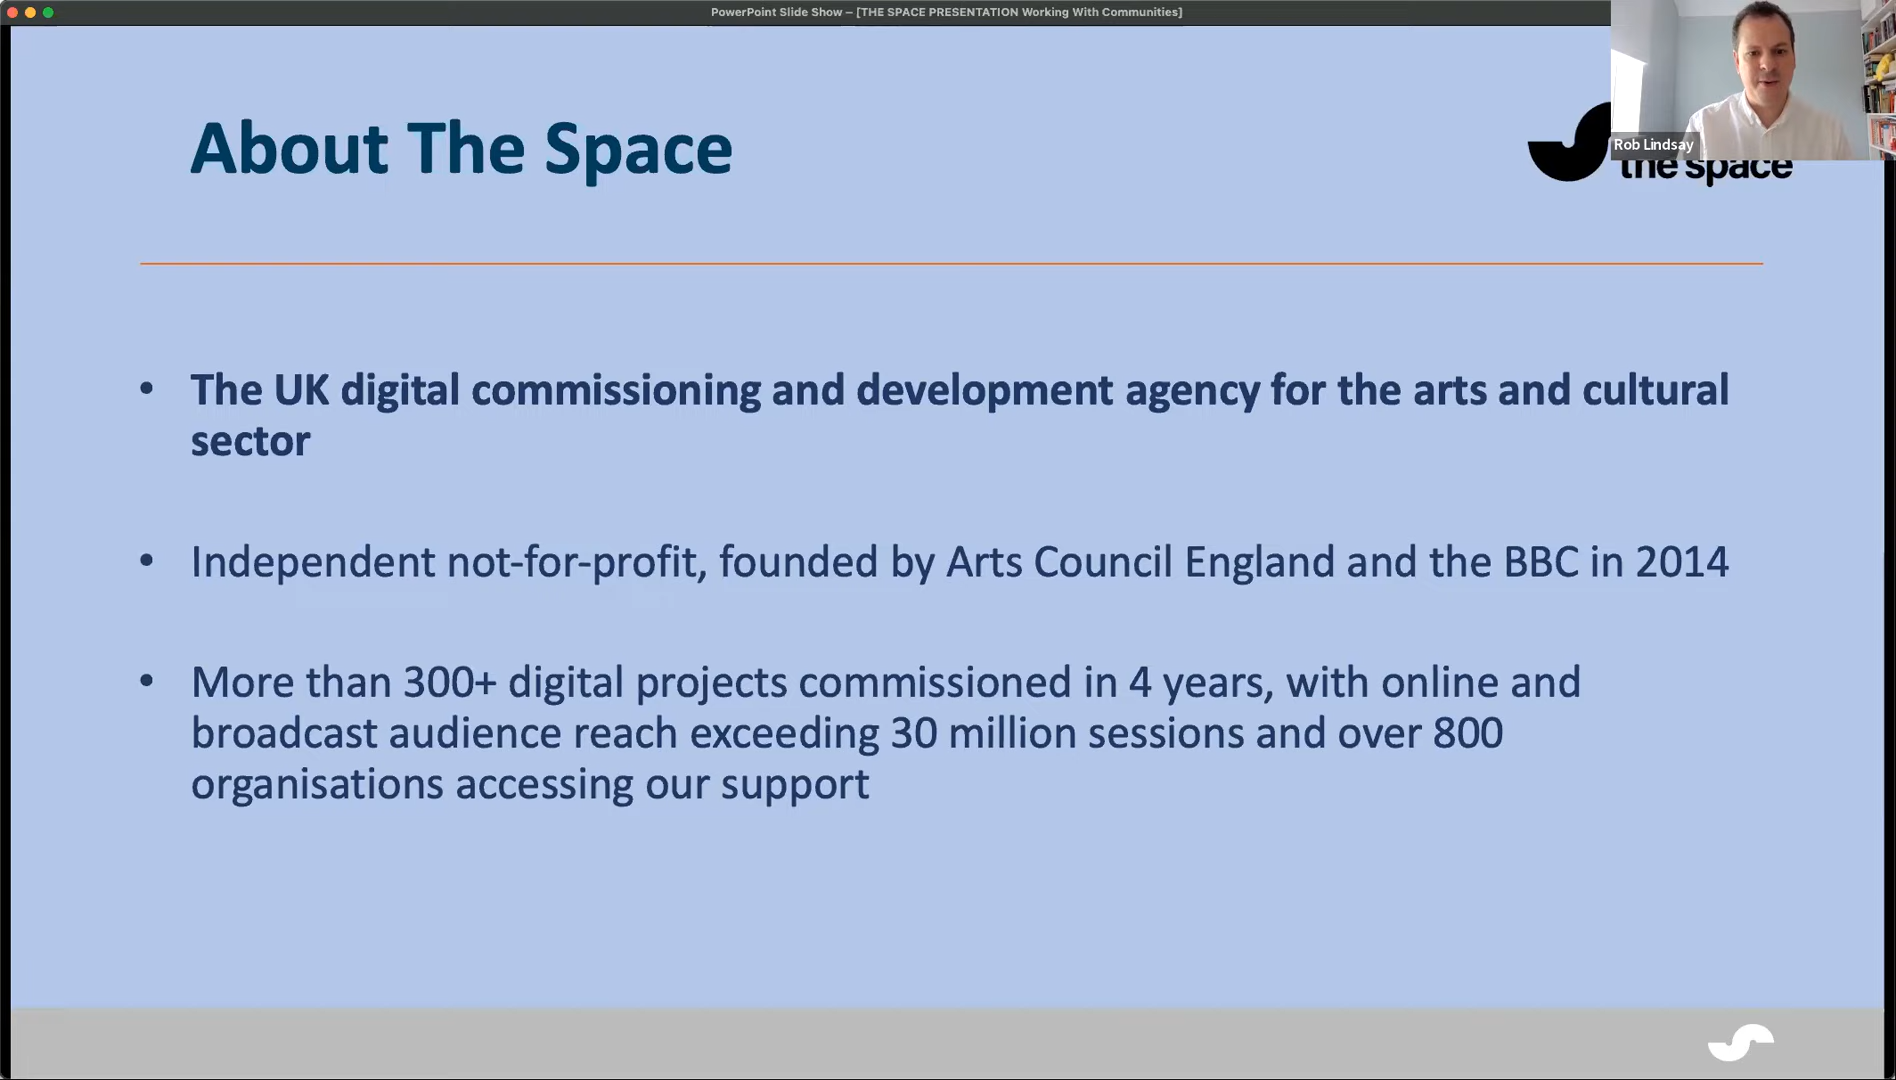 PowerPoint Slide Show – [THE SPACE PRESENTATION Working With Communities]
Rob Lindsay
the space
About The Space
• The UK digital commissioning and development agency for the arts and cultural
sector
• Independent not-for-profit, founded by Arts Council England and the BBC in 2014
• More than 300+ digital projects commissioned in 4 years, with online and
broadcast audience reach exceeding 30 million sessions and over 800
organisations accessing our support